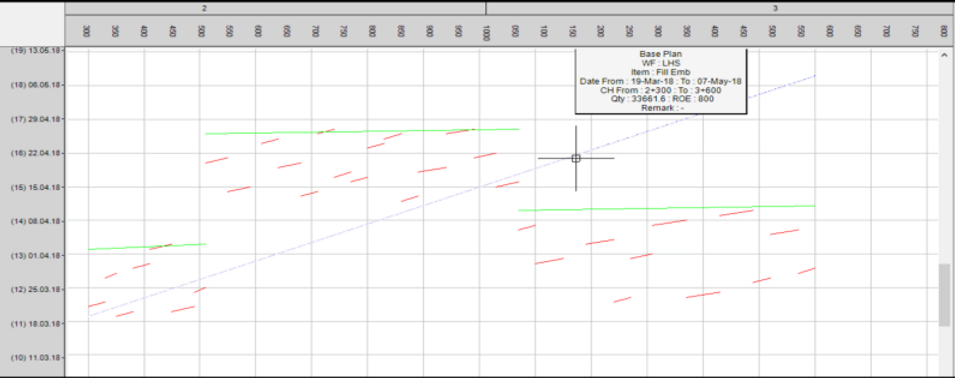 2 3
300 350 400 450 500 550 600 650 700 750 800 850 900 950 1000 050 100 150 200 250 300 350 400 450 500 550 600 650 700 750 800
(19) 13.05.18
Base Plan
WF : LHS
Item : Fill Emb
Date From : 19-Mar-18 : To : 07-May-18
CH From : 2+300 : To : 3+600
Qty : 33661.6 : ROE : 800
Remark : -
(18) 06.05.18
(17) 29.04.18
(16) 22.04.18
(15) 15.04.18
(14) 08.04.18
(13) 01.04.18
(12) 25.03.18
(11) 18.03.18
(10) 11.03.18